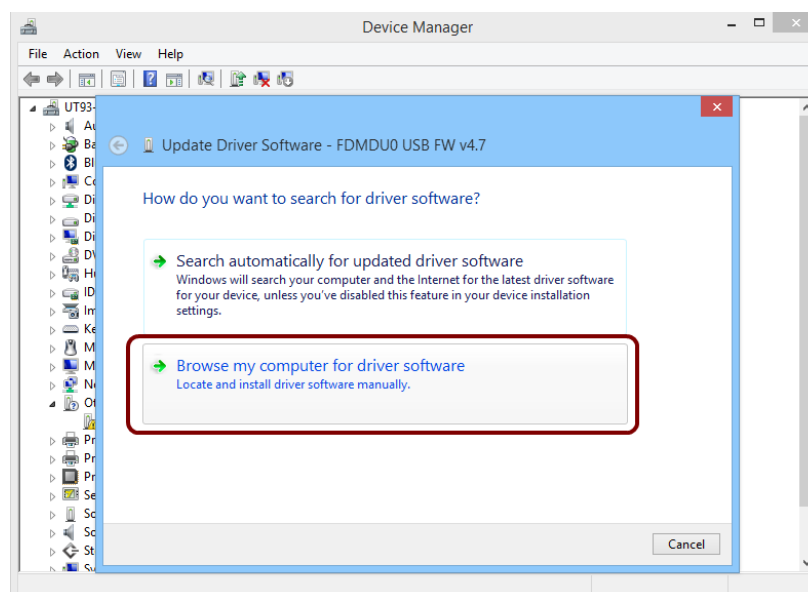 Device Manager
File Action View Help
UT93-
Update Driver Software - FDMDU0 USB FW v4.7
How do you want to search for driver software?
Search automatically for updated driver software
Windows will search your computer and the Internet for the latest driver software
for your device, unless you've disabled this feature in your device installation
settings.
Browse my computer for driver software
Locate and install driver software manually.
Cancel